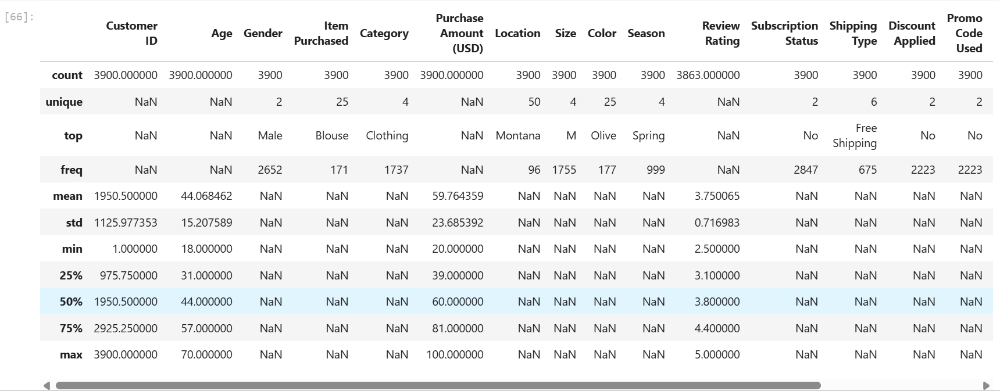 [66]:
Customer ID Age Gender Item Purchased Category Purchase Amount (USD) Location Size Color Season Review Rating Subscription Status Shipping Type Discount Applied Promo Code Used
count 3900.000000 3900.000000 3900 3900 3900 3900.000000 3900 3900 3900 3900 3863.000000 3900 3900 3900 3900
unique NaN NaN 2 25 4 NaN 50 4 25 4 NaN 2 6 2 2
top NaN NaN Male Blouse Clothing NaN Montana M Olive Spring NaN No Free Shipping No No
freq NaN NaN 2652 171 1737 NaN 96 1755 177 999 NaN 2847 675 2223 2223
mean 1950.500000 44.068462 NaN NaN NaN 59.764359 NaN NaN NaN NaN 3.750065 NaN NaN NaN NaN
std 1125.977353 15.207589 NaN NaN NaN 23.685392 NaN NaN NaN NaN 0.716983 NaN NaN NaN NaN
min 1.000000 18.000000 NaN NaN NaN 20.000000 NaN NaN NaN NaN 2.500000 NaN NaN NaN NaN
25% 975.750000 31.000000 NaN NaN NaN 39.000000 NaN NaN NaN NaN 3.100000 NaN NaN NaN NaN
50% 1950.500000 44.000000 NaN NaN NaN 60.000000 NaN NaN NaN NaN 3.800000 NaN NaN NaN NaN
75% 2925.250000 57.000000 NaN NaN NaN 81.000000 NaN NaN NaN NaN 4.400000 NaN NaN NaN NaN
max 3900.000000 70.000000 NaN NaN NaN 100.000000 NaN NaN NaN NaN 5.000000 NaN NaN NaN NaN